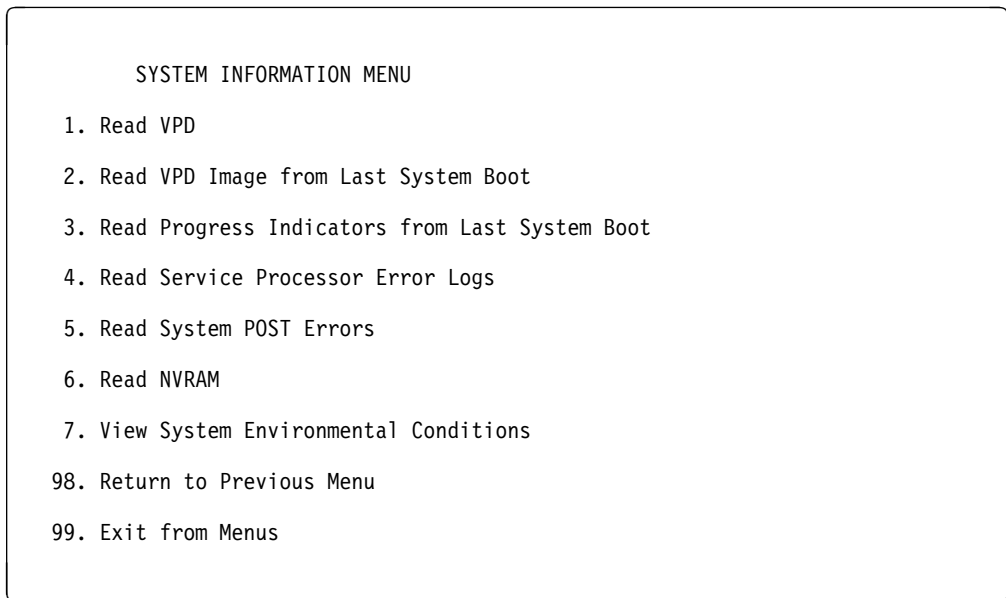 SYSTEM INFORMATION MENU
1. Read VPD
2. Read VPD Image from Last System Boot
3. Read Progress Indicators from Last System Boot
4. Read Service Processor Error Logs
5. Read System POST Errors
6. Read NVRAM
7. View System Environmental Conditions
98. Return to Previous Menu
99. Exit from Menus